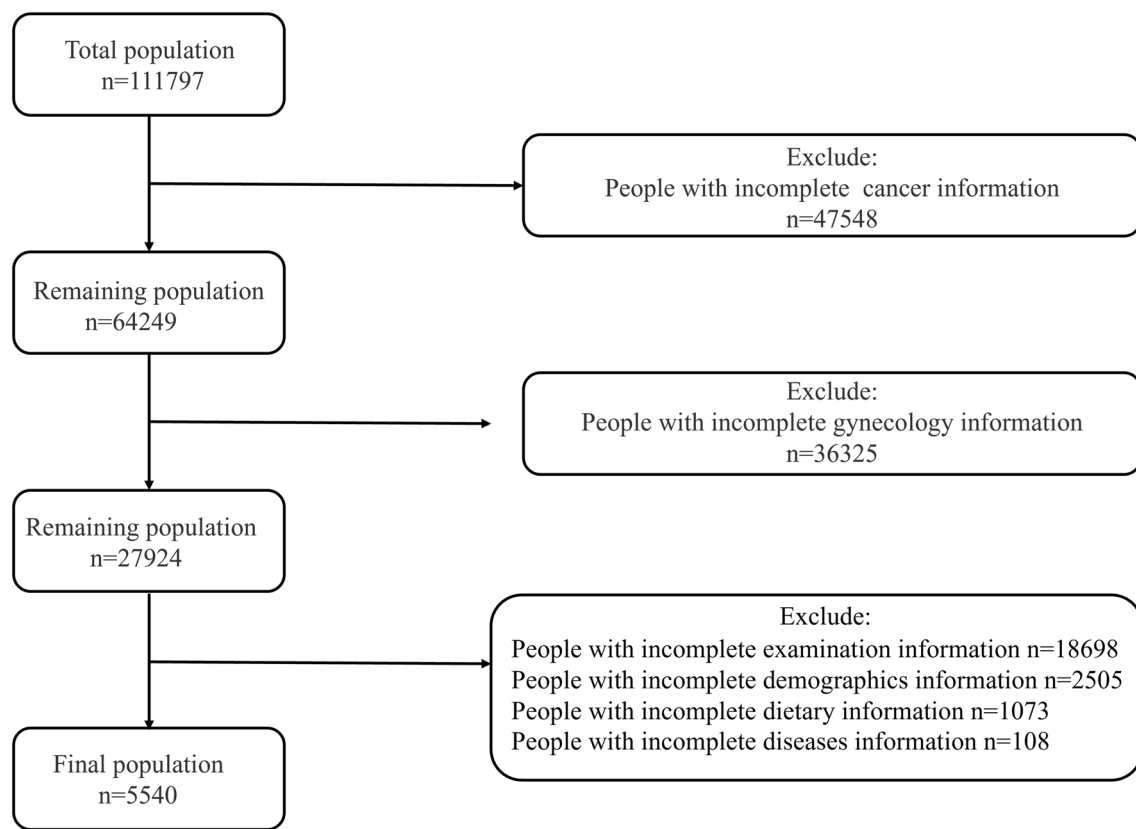 Total population
n=111797
Exclude:
People with incomplete cancer information
n=47548
Remaining population
n=64249
Exclude:
People with incomplete gynecology information
n=36325
Remaining population
n=27924
Exclude:
People with incomplete examination information n=18698
People with incomplete demographics information n=2505
People with incomplete dietary information n=1073
People with incomplete diseases information n=108
Final population
n=5540